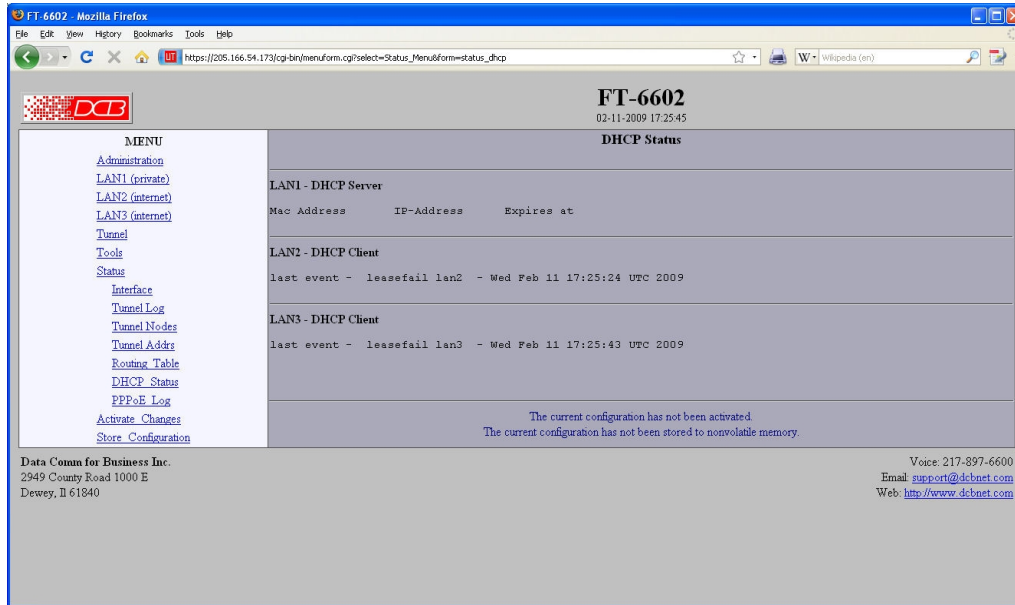 FT-6602 - Mozilla Firefox
File Edit View History Bookmarks Tools Help
https://205.166.54.173/cgi-bin/menuform.cgi?select=Status_Menu&form=status_dhcp
W Wikipedia (en)
DCB
FT-6602
02-11-2009 17:25:45
MENU
Administration
LAN1 (private)
LAN2 (internet)
LAN3 (internet)
Tunnel
Tools
Status
Interface
Tunnel Log
Tunnel Nodes
Tunnel Addrs
Routing Table
DHCP Status
PPPoE Log
Activate Changes
Store Configuration
DHCP Status
LAN1 - DHCP Server
Mac Address IP-Address Expires at
LAN2 - DHCP Client
last event - leasefail lan2 - Wed Feb 11 17:25:24 UTC 2009
LAN3 - DHCP Client
last event - leasefail lan3 - Wed Feb 11 17:25:43 UTC 2009
The current configuration has not been activated.
The current configuration has not been stored to nonvolatile memory.
Data Comm for Business Inc.
2949 County Road 1000 E
Dewey, Il 61840
Voice: 217-897-6600
Email: support@dcbnet.com
Web: http://www.dcbnet.com